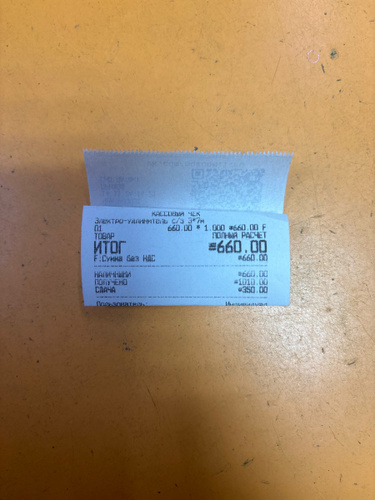 КАССОВЫЙ ЧЕК
ЭЛЕКТРО-УДЛИНИТЕЛЬ С/З 3*7М
01 660.00 * 1.000 ≡660.00 F
ТОВАР ПОЛНЫЙ РАСЧЕТ
ИТОГ ≡660.00
F:Сумма без НДС ≡660.00
НАЛИЧНЫМИ ≡660.00
ПОЛУЧЕНО ≡1010.00
СДАЧА ≡350.00